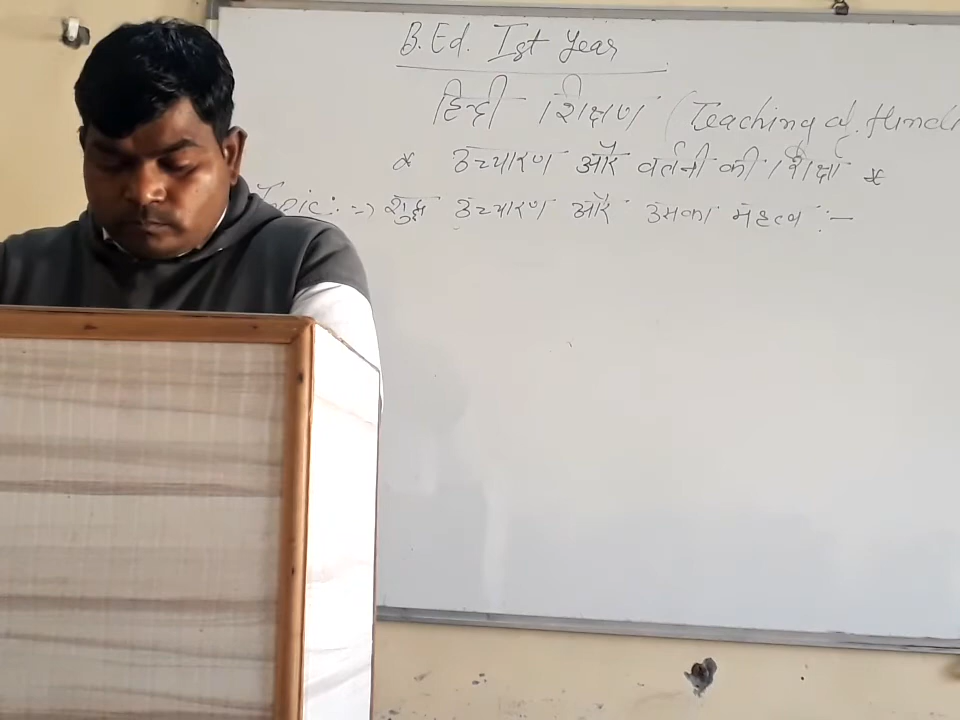 B.Ed. Ist Year
हिन्दी शिक्षण (Teaching of Hindi
* उच्चारण और वर्तनी की शिक्षा *
Topic :=> शुद्ध उच्चारण और उसका महत्व :-